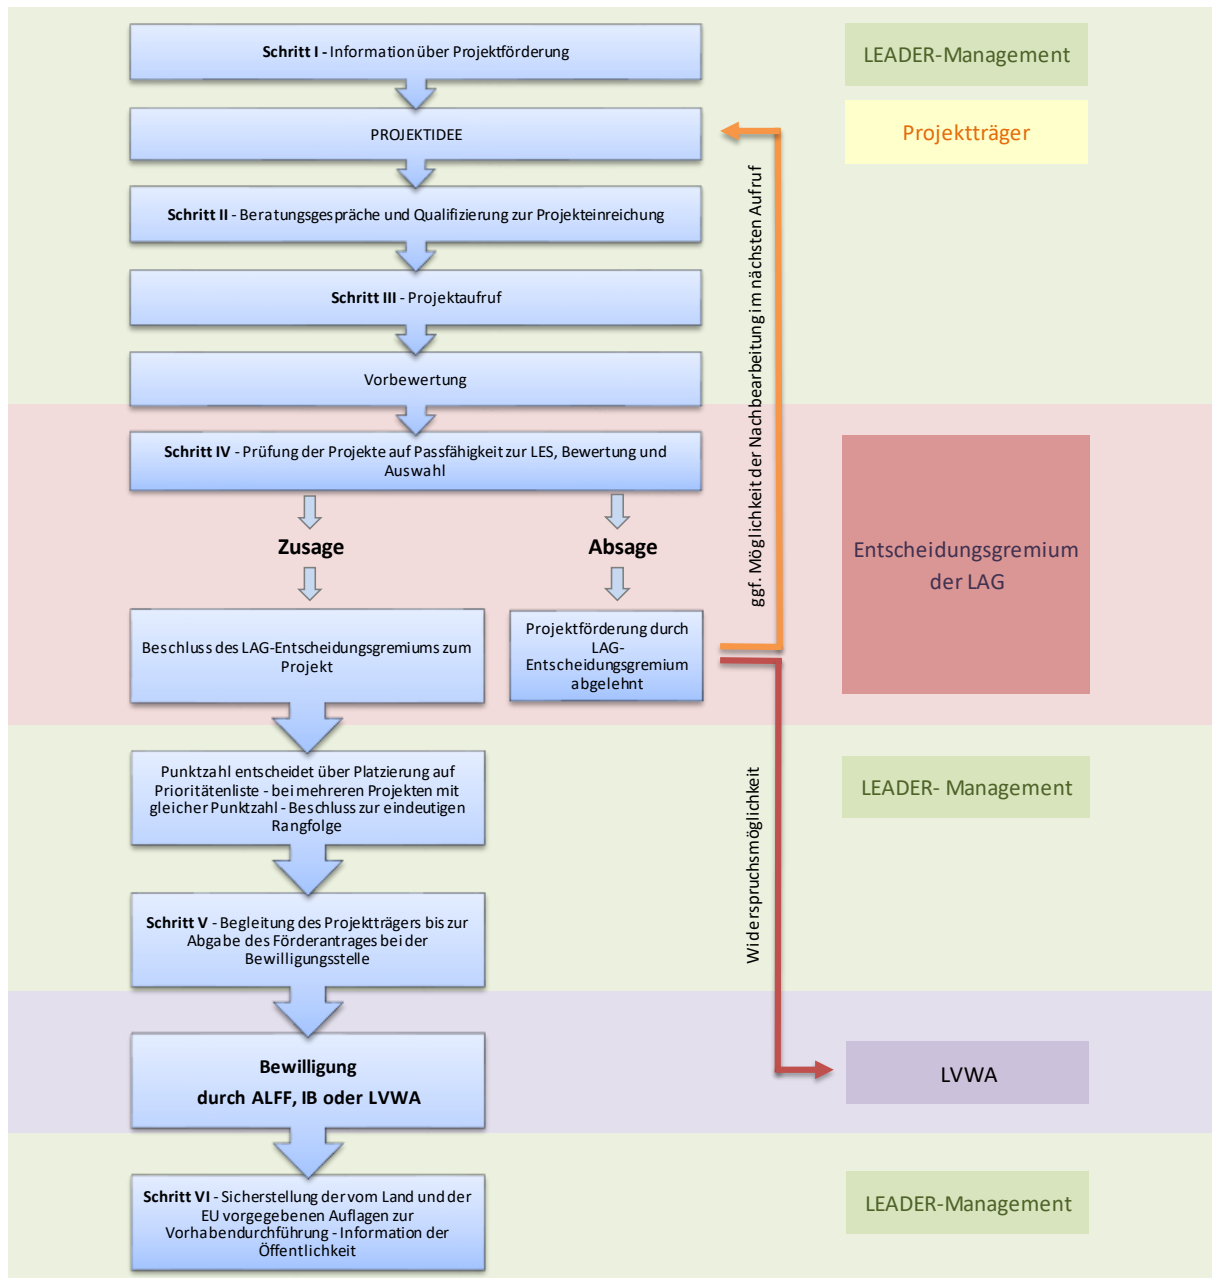 Schritt I - Information über Projektförderung
LEADER-Management
PROJEKTIDEE
Projektträger
Schritt II - Beratungsgespräche und Qualifizierung zur Projekteinreichung
Schritt III - Projektaufruf
Vorbewertung
ggf. Möglichkeit der Nachbearbeitung im nächsten Aufruf
Schritt IV - Prüfung der Projekte auf Passfähigkeit zur LES, Bewertung und
Auswahl
Zusage
Absage
Entscheidungsgremium
der LAG
Beschluss des LAG-Entscheidungsgremiums zum
Projekt
Projektförderung durch
LAG-
Entscheidungsgremium
abgelehnt
Punktzahl entscheidet über Platzierung auf
Prioritätenliste - bei mehreren Projekten mit
gleicher Punktzahl - Beschluss zur eindeutigen
Rangfolge
LEADER- Management
Widerspruchsmöglichkeit
Schritt V - Begleitung des Projektträgers bis zur
Abgabe des Förderantrages bei der
Bewilligungsstelle
Bewilligung
durch ALFF, IB oder LVWA
LVWA
Schritt VI - Sicherstellung der vom Land und der
EU vorgegebenen Auflagen zur
Vorhabendurchführung - Information der
Öffentlichkeit
LEADER-Management